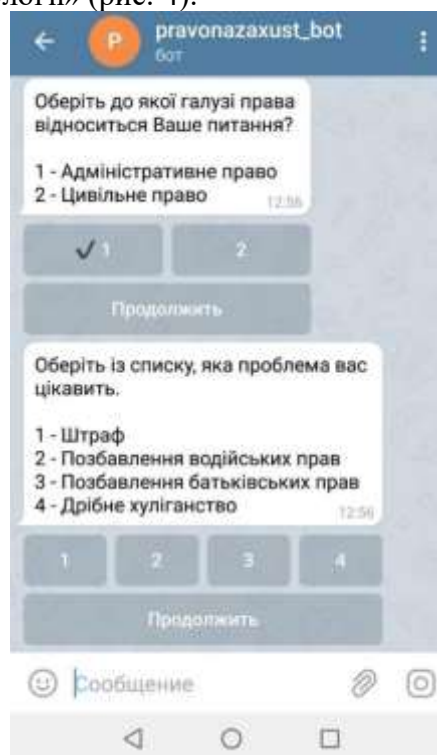 логії» (рис. 4).
P
pravonazaxust_bot
бот
Оберіть до якої галузі права
відноситься Ваше питання?
1 - Адміністративне право
2 - Цивільне право
12:56
✓ 1
2
Продолжить
Оберіть із списку, яка проблема вас
цікавить.
1 - Штраф
2 - Позбавлення водійських прав
3 - Позбавлення батьківських прав
4 - Дрібне хуліганство
12:56
1
2
3
4
Продолжить
Сообщение